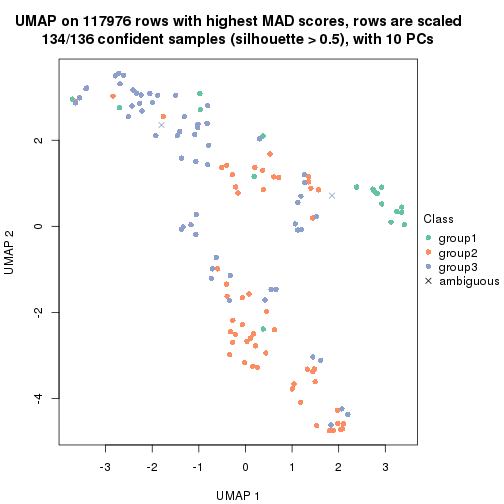 UMAP on 117976 rows with highest MAD scores, rows are scaled
134/136 confident samples (silhouette > 0.5), with 10 PCs
2
0
-2
-4
UMAP 2
-3
-2
-1
0
1
2
3
UMAP 1
Class
group1
group2
group3
ambiguous